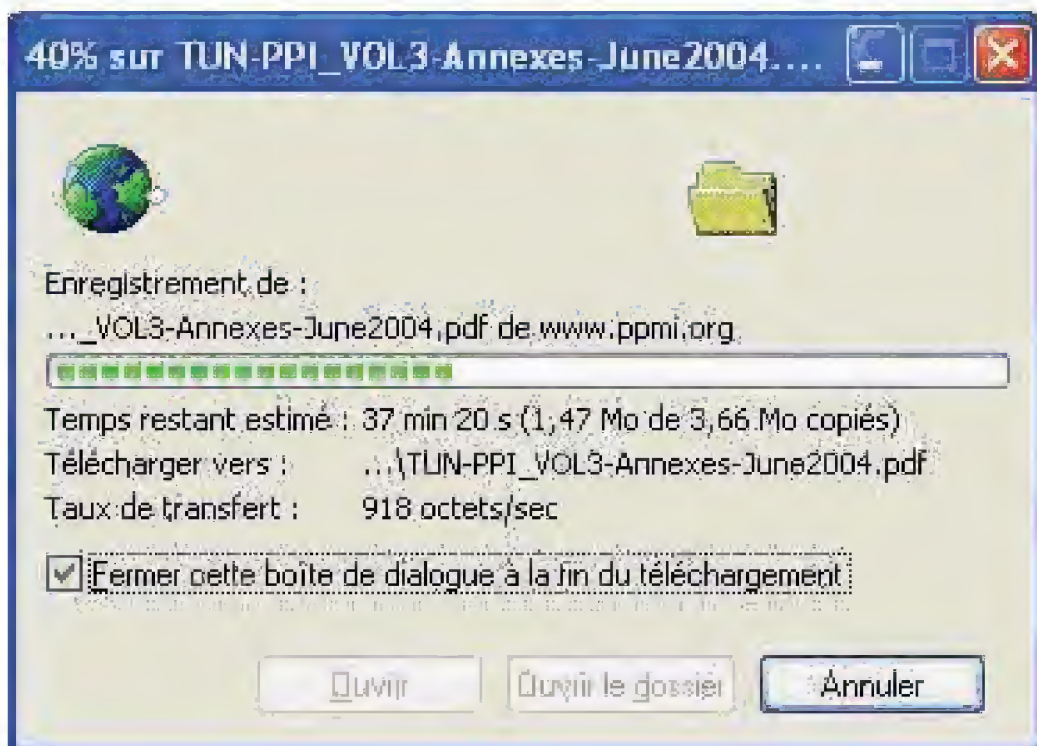 40% sur TUN-PPI_VOL3-Annexes-June2004....
Enregistrement de :
..._VOL3-Annexes-June2004.pdf de www.ppmi.org
Temps restant estimé : 37 min 20 s (1,47 Mo de 3,66 Mo copiés)
Télécharger vers : ...\TUN-PPI_VOL3-Annexes-June2004.pdf
Taux de transfert : 918 octets/sec
Fermer cette boîte de dialogue à la fin du téléchargement
Ouvrir Ouvrir le dossier Annuler